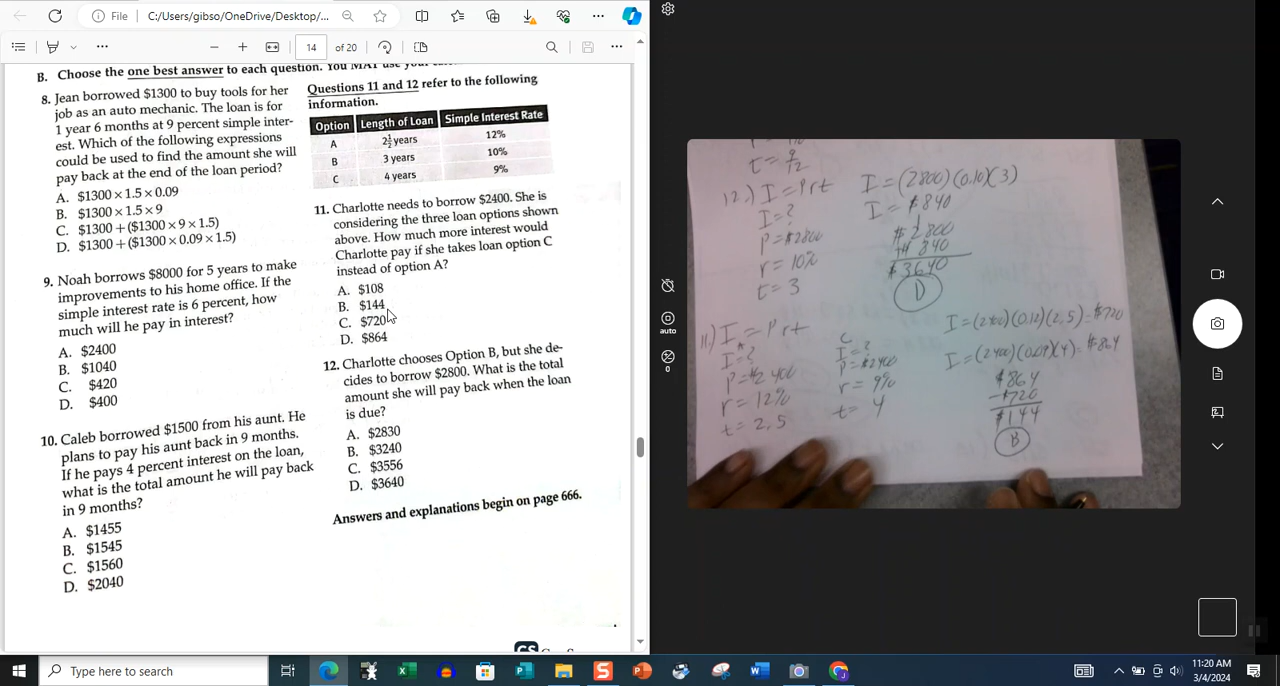 File
C:/Users/gibso/OneDrive/Desktop/...
14
of 20
B. Choose the one best answer to each question. You MAY use your
8. Jean borrowed $1300 to buy tools for her
job as an auto mechanic. The loan is for
1 year 6 months at 9 percent simple inter-
est. Which of the following expressions
could be used to find the amount she will
pay back at the end of the loan period?
A. $1300 × 1.5 × 0.09
B. $1300 × 1.5 × 9
C. $1300 + ($1300 × 9 × 1.5)
D. $1300 + ($1300 × 0.09 × 1.5)
9. Noah borrows $8000 for 5 years to make
improvements to his home office. If the
simple interest rate is 6 percent, how
much will he pay in interest?
A. $2400
B. $1040
C. $420
D. $400
10. Caleb borrowed $1500 from his aunt. He
plans to pay his aunt back in 9 months.
If he pays 4 percent interest on the loan,
what is the total amount he will pay back
in 9 months?
A. $1455
B. $1545
C. $1560
D. $2040
Questions 11 and 12 refer to the following
information.
Option Length of Loan Simple Interest Rate
A 2½ years 12%
B 3 years 10%
C 4 years 9%
11. Charlotte needs to borrow $2400. She is
considering the three loan options shown
above. How much more interest would
Charlotte pay if she takes loan option C
instead of option A?
A. $108
B. $144
C. $720
D. $864
12. Charlotte chooses Option B, but she de-
cides to borrow $2800. What is the total
amount she will pay back when the loan
is due?
A. $2830
B. $3240
C. $3556
D. $3640
Answers and explanations begin on page 666.
auto
0
t = 9/12
12.) I = Prt
I = ?
P = $2800
r = 10%
t = 3
I = (2800)(0.10)(3)
I = $840
1
$2800
+$ 840
$3640
D
11.) I = Prt
A
I = ?
P = $2400
r = 12%
t = 2.5
C
I = ?
P = $2400
r = 9%
t = 4
I = (2400)(0.12)(2.5) = $720
I = (2400)(0.09)(4) = $864
$864
-$720
$144
B
Type here to search
11:20 AM
3/4/2024